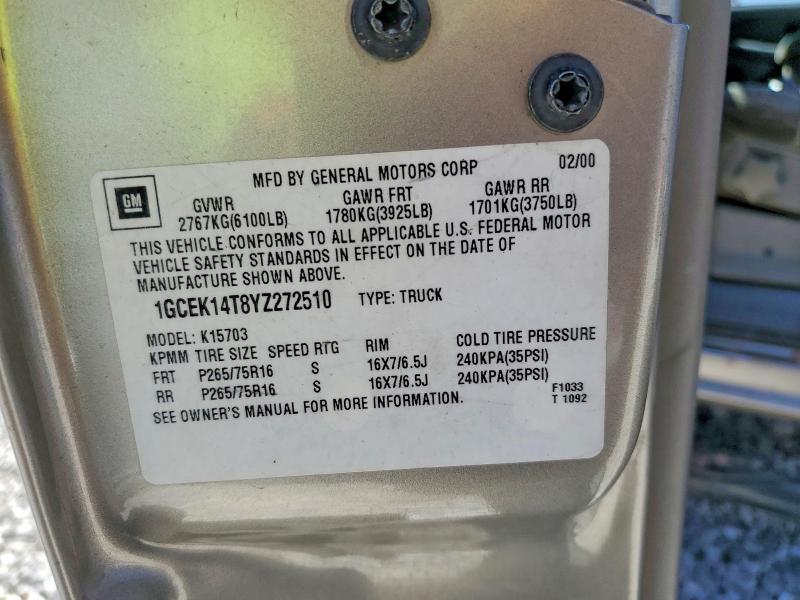 MFD BY GENERAL MOTORS CORP 02/00
GM
GVWR GAWR FRT GAWR RR
2767KG(6100LB) 1780KG(3925LB) 1701KG(3750LB)
THIS VEHICLE CONFORMS TO ALL APPLICABLE U.S. FEDERAL MOTOR
VEHICLE SAFETY STANDARDS IN EFFECT ON THE DATE OF
MANUFACTURE SHOWN ABOVE.
1GCEK14T8YZ272510 TYPE: TRUCK
MODEL: K15703
KPMM TIRE SIZE SPEED RTG RIM COLD TIRE PRESSURE
FRT P265/75R16 S 16X7/6.5J 240KPA(35PSI)
RR P265/75R16 S 16X7/6.5J 240KPA(35PSI)
SEE OWNER'S MANUAL FOR MORE INFORMATION.
F1033
T 1092